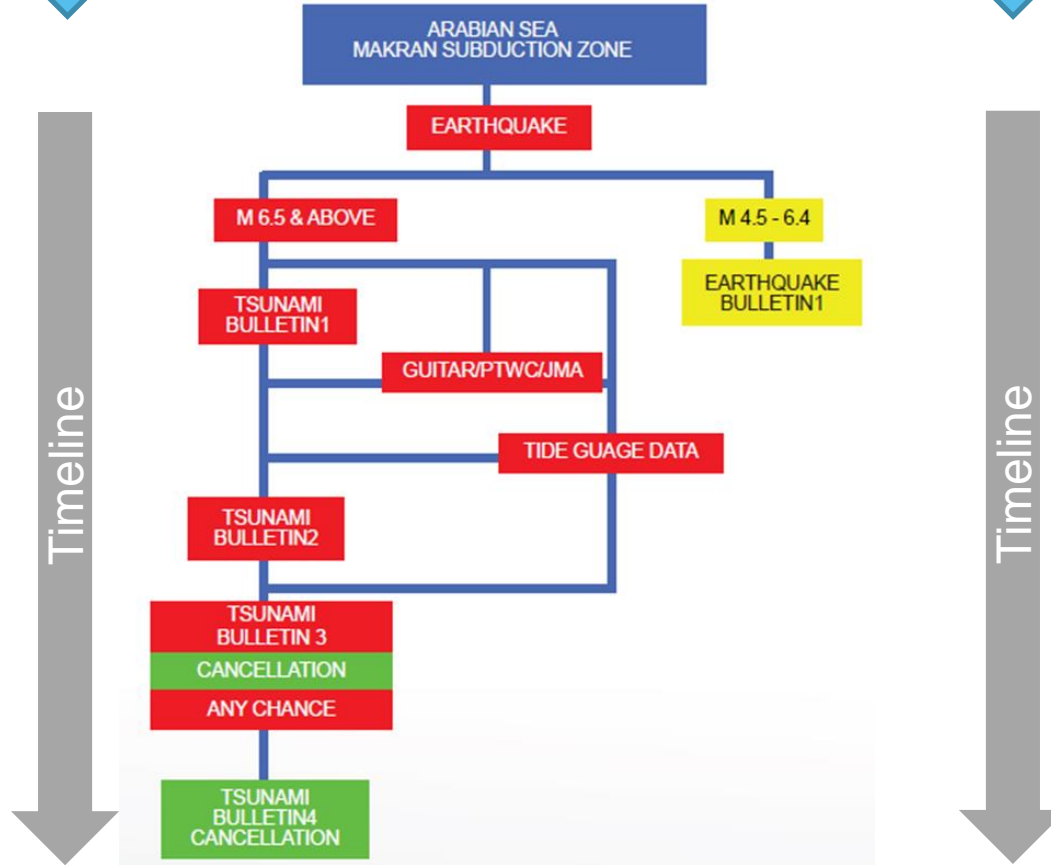 ARABIAN SEA
MAKRAN SUBDUCTION ZONE
EARTHQUAKE
M 6.5 & ABOVE
M 4.5 - 6.4
EARTHQUAKE
BULLETIN1
TSUNAMI
BULLETIN1
GUITAR/PTWC/JMA
TIDE GUAGE DATA
TSUNAMI
BULLETIN2
TSUNAMI
BULLETIN 3
CANCELLATION
ANY CHANCE
TSUNAMI
BULLETIN4
CANCELLATION
Timeline
Timeline